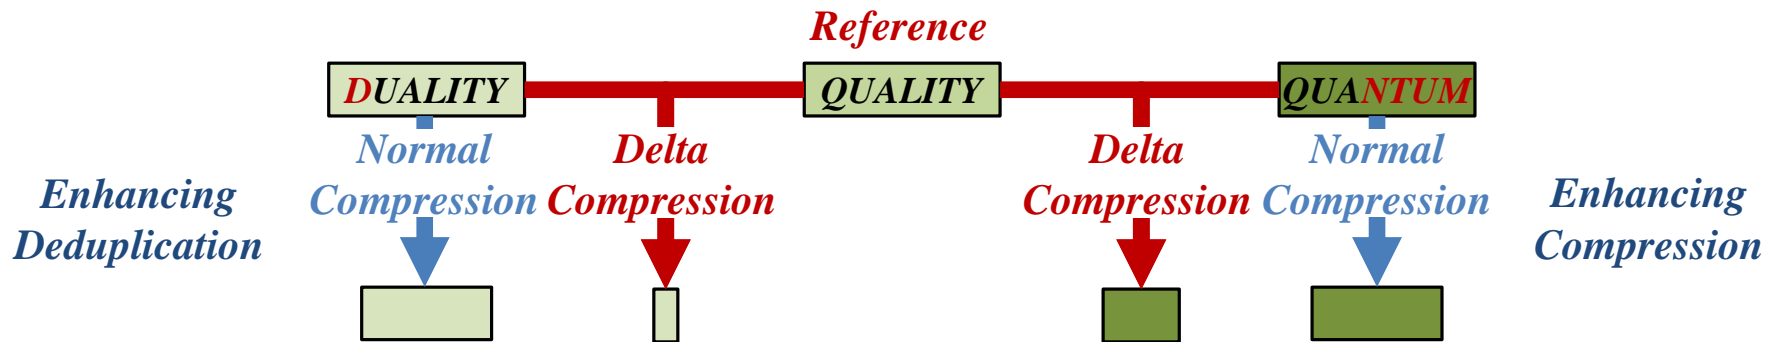 Reference
DUALITY
QUALITY
QUANTUM
Enhancing
Deduplication
Normal
Compression
Delta
Compression
Delta
Compression
Normal
Compression
Enhancing
Compression